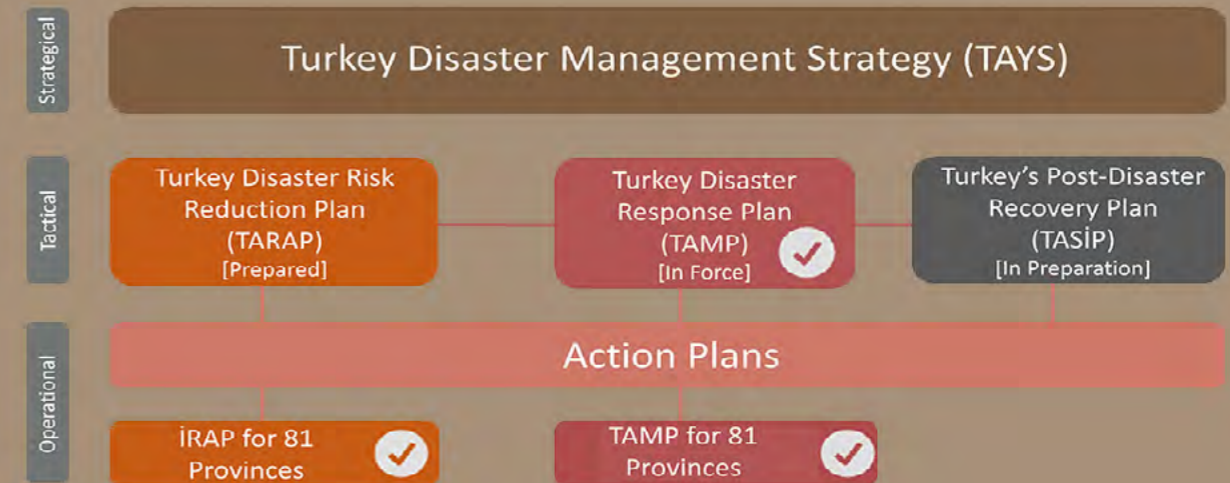 Strategical
Turkey Disaster Management Strategy (TAYS)
Tactical
Turkey Disaster Risk
Reduction Plan
(TARAP)
[Prepared]
Turkey Disaster
Response Plan
(TAMP)
[In Force]
Turkey's Post-Disaster
Recovery Plan
(TASİP)
[In Preparation]
Operational
Action Plans
İRAP for 81
Provinces
TAMP for 81
Provinces